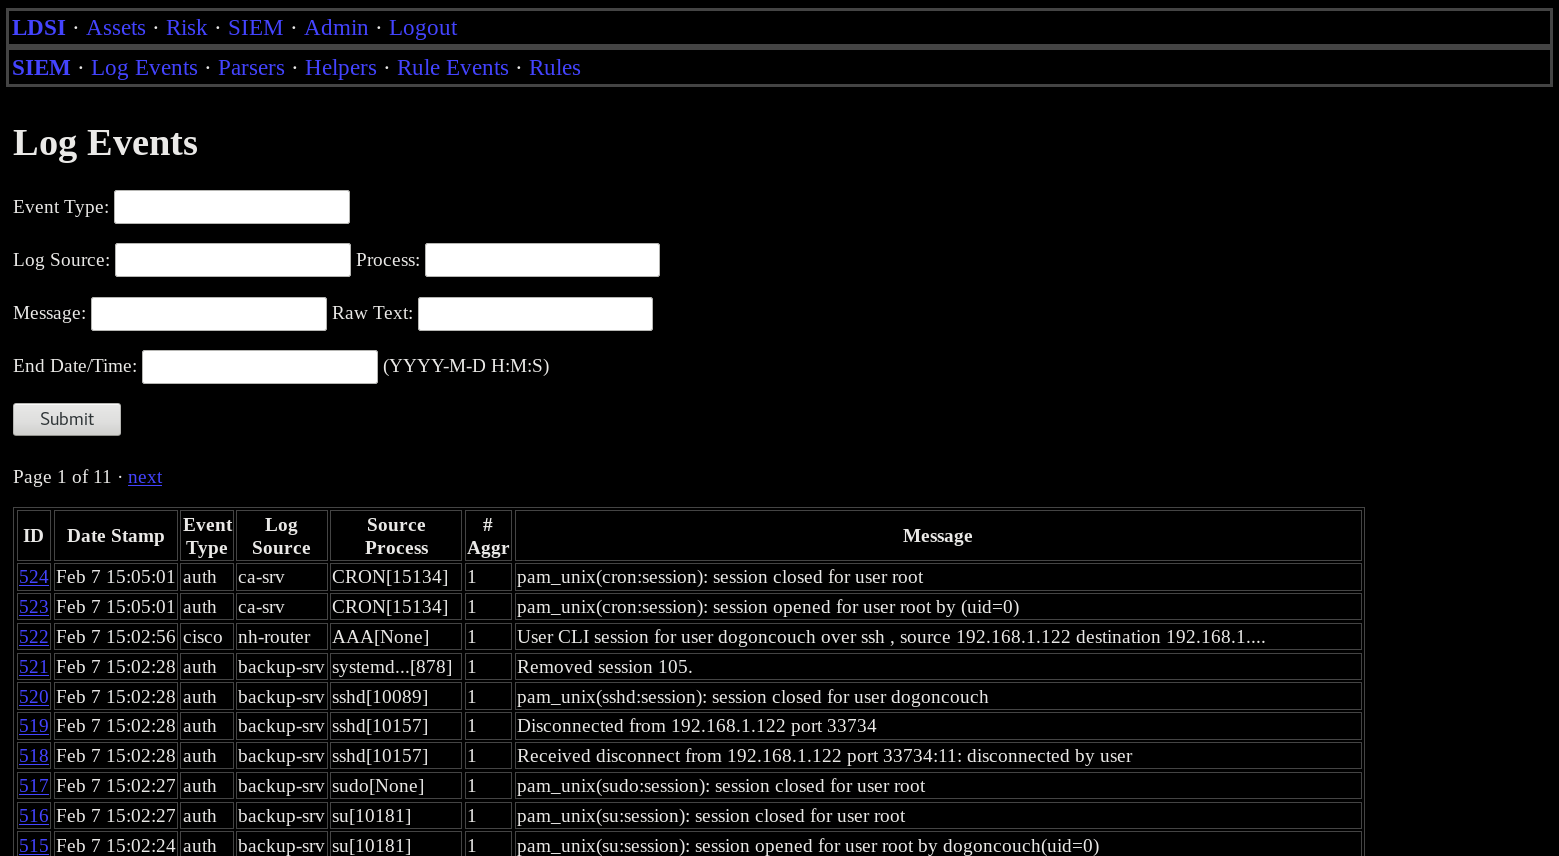 LDSI · Assets · Risk · SIEM · Admin · Logout
SIEM · Log Events · Parsers · Helpers · Rule Events · Rules
Log Events
Event Type:
Log Source: Process:
Message: Raw Text:
End Date/Time: (YYYY-M-D H:M:S)
Submit
Page 1 of 11 · next
ID Date Stamp Event Type Log Source Source Process # Aggr Message
524 Feb 7 15:05:01 auth ca-srv CRON[15134] 1 pam_unix(cron:session): session closed for user root
523 Feb 7 15:05:01 auth ca-srv CRON[15134] 1 pam_unix(cron:session): session opened for user root by (uid=0)
522 Feb 7 15:02:56 cisco nh-router AAA[None] 1 User CLI session for user dogoncouch over ssh , source 192.168.1.122 destination 192.168.1....
521 Feb 7 15:02:28 auth backup-srv systemd...[878] 1 Removed session 105.
520 Feb 7 15:02:28 auth backup-srv sshd[10089] 1 pam_unix(sshd:session): session closed for user dogoncouch
519 Feb 7 15:02:28 auth backup-srv sshd[10157] 1 Disconnected from 192.168.1.122 port 33734
518 Feb 7 15:02:28 auth backup-srv sshd[10157] 1 Received disconnect from 192.168.1.122 port 33734:11: disconnected by user
517 Feb 7 15:02:27 auth backup-srv sudo[None] 1 pam_unix(sudo:session): session closed for user root
516 Feb 7 15:02:27 auth backup-srv su[10181] 1 pam_unix(su:session): session closed for user root
515 Feb 7 15:02:24 auth backup-srv su[10181] 1 pam_unix(su:session): session opened for user root by dogoncouch(uid=0)